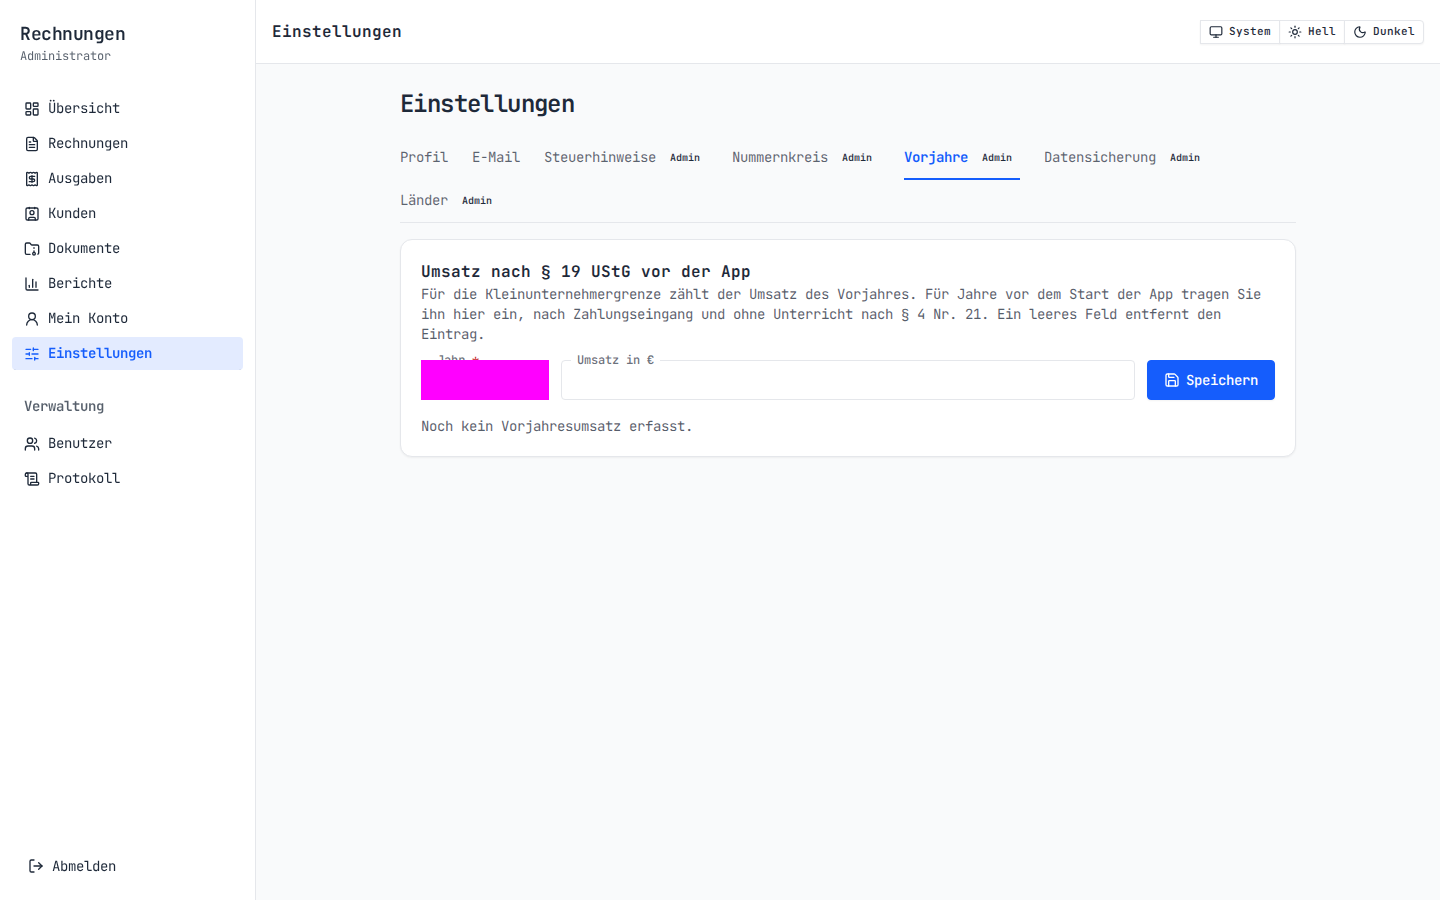 Rechnungen
Administrator
Übersicht
Rechnungen
Ausgaben
Kunden
Dokumente
Berichte
Mein Konto
Einstellungen
Verwaltung
Benutzer
Protokoll
Abmelden
Einstellungen
System
Hell
Dunkel
Einstellungen
Profil
E-Mail
Steuerhinweise Admin
Nummernkreis Admin
Vorjahre Admin
Datensicherung Admin
Länder Admin
Umsatz nach § 19 UStG vor der App
Für die Kleinunternehmergrenze zählt der Umsatz des Vorjahres. Für Jahre vor dem Start der App tragen Sie
ihn hier ein, nach Zahlungseingang und ohne Unterricht nach § 4 Nr. 21. Ein leeres Feld entfernt den
Eintrag.
Umsatz in €
Speichern
Noch kein Vorjahresumsatz erfasst.